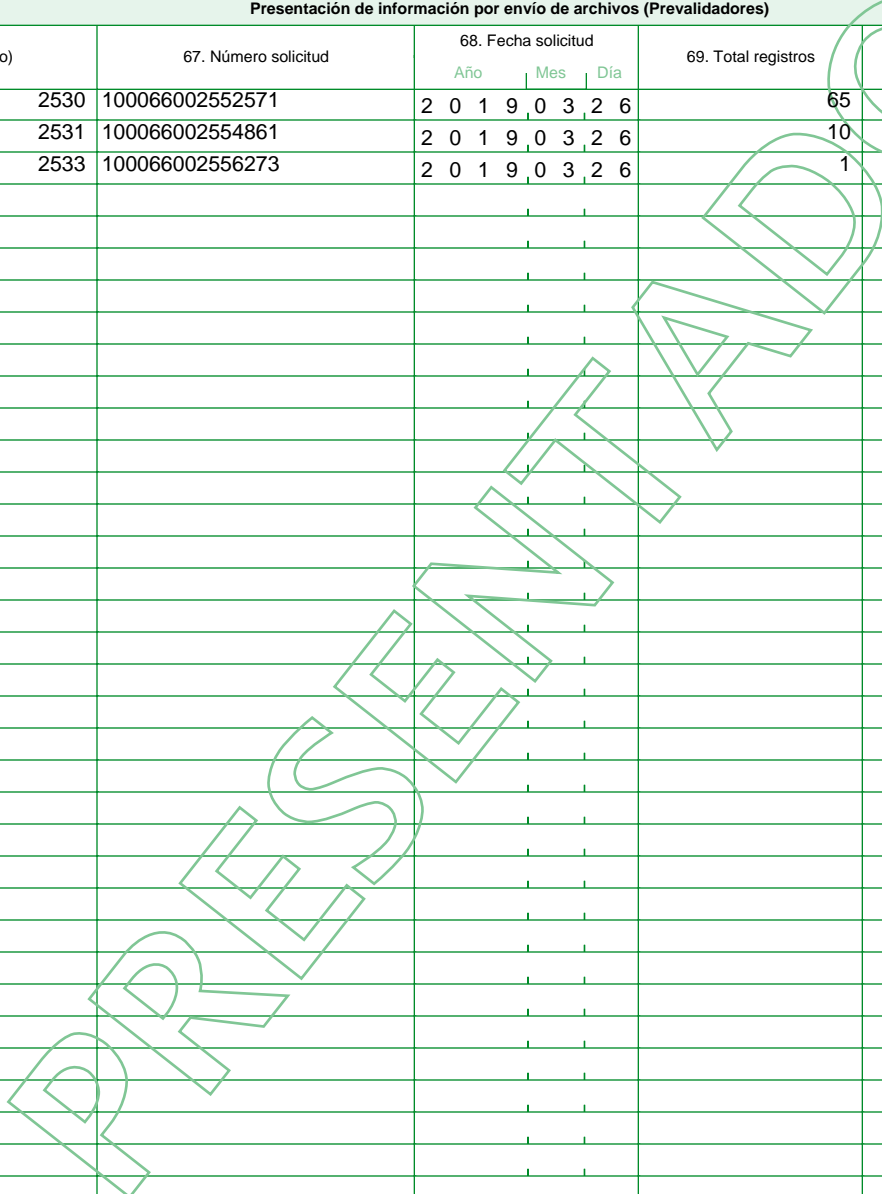 Presentación de información por envío de archivos (Prevalidadores)
o) 67. Número solicitud 68. Fecha solicitud 69. Total registros
Año Mes Día
2530 100066002552571 2 0 1 9 0 3 2 6 65
2531 100066002554861 2 0 1 9 0 3 2 6 10
2533 100066002556273 2 0 1 9 0 3 2 6 1
PRESENTADO